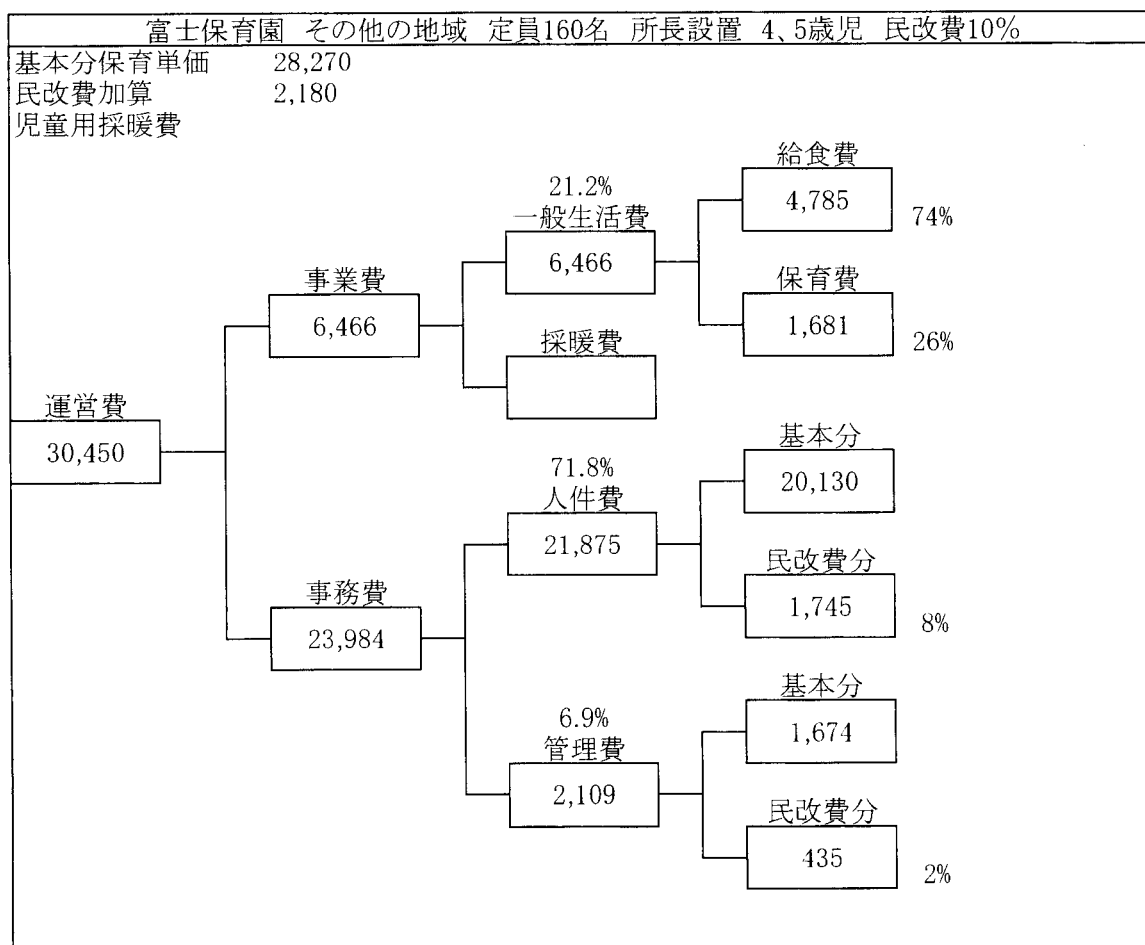 富士保育園 その他の地域 定員160名 所長設置 4、5歳児 民改費10%
基本分保育単価 28,270
民改費加算 2,180
児童用採暖費
給食費
4,785
74%
21.2%
一般生活費
6,466
保育費
1,681
26%
事業費
6,466
採暖費
運営費
30,450
基本分
20,130
71.8%
人件費
21,875
民改費分
1,745
8%
事務費
23,984
基本分
1,674
6.9%
管理費
2,109
民改費分
435
2%